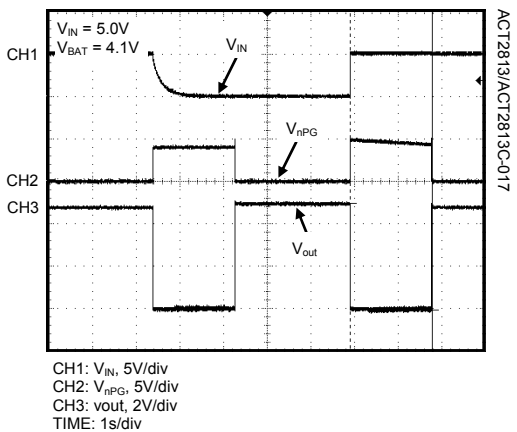 V_IN = 5.0V
V_BAT = 4.1V
CH1
V_IN
V_nPG
CH2
CH3
V_out
ACT2813/ACT2813C-017
CH1: V_IN, 5V/div
CH2: V_nPG, 5V/div
CH3: vout, 2V/div
TIME: 1s/div